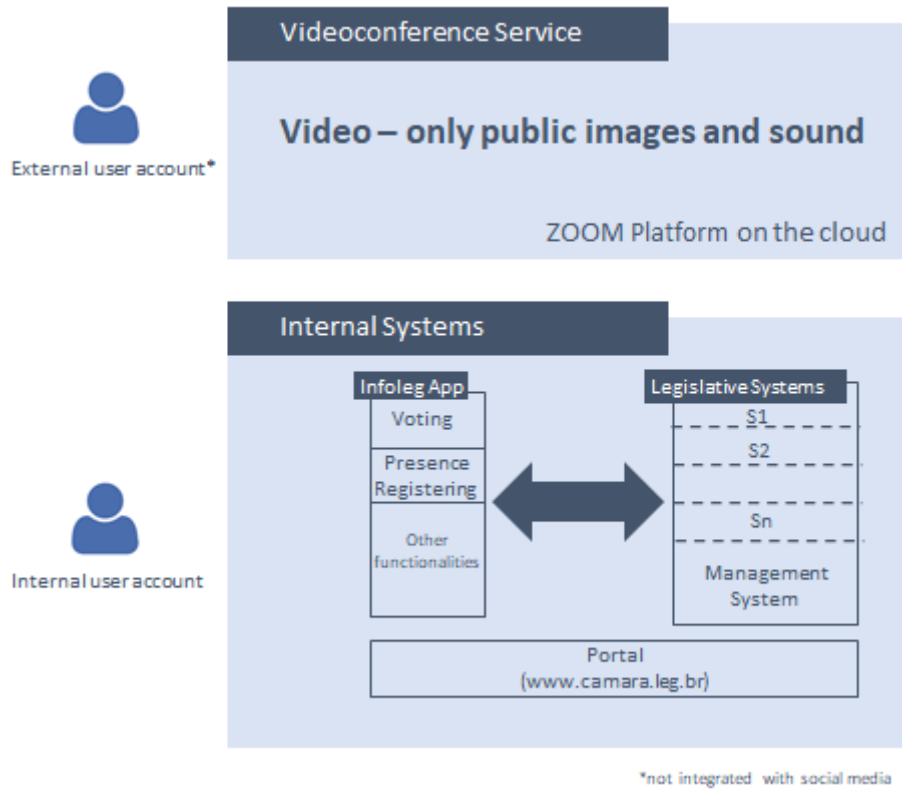 Videoconference Service
Video – only public images and sound
External user account*
ZOOM Platform on the cloud
Internal Systems
Infoleg App
Voting
Presence
Registering
Other
functionalities
Legislative Systems
S1
S2
Sn
Management
System
Internal user account
Portal
(www.camara.leg.br)
*not integrated with social media